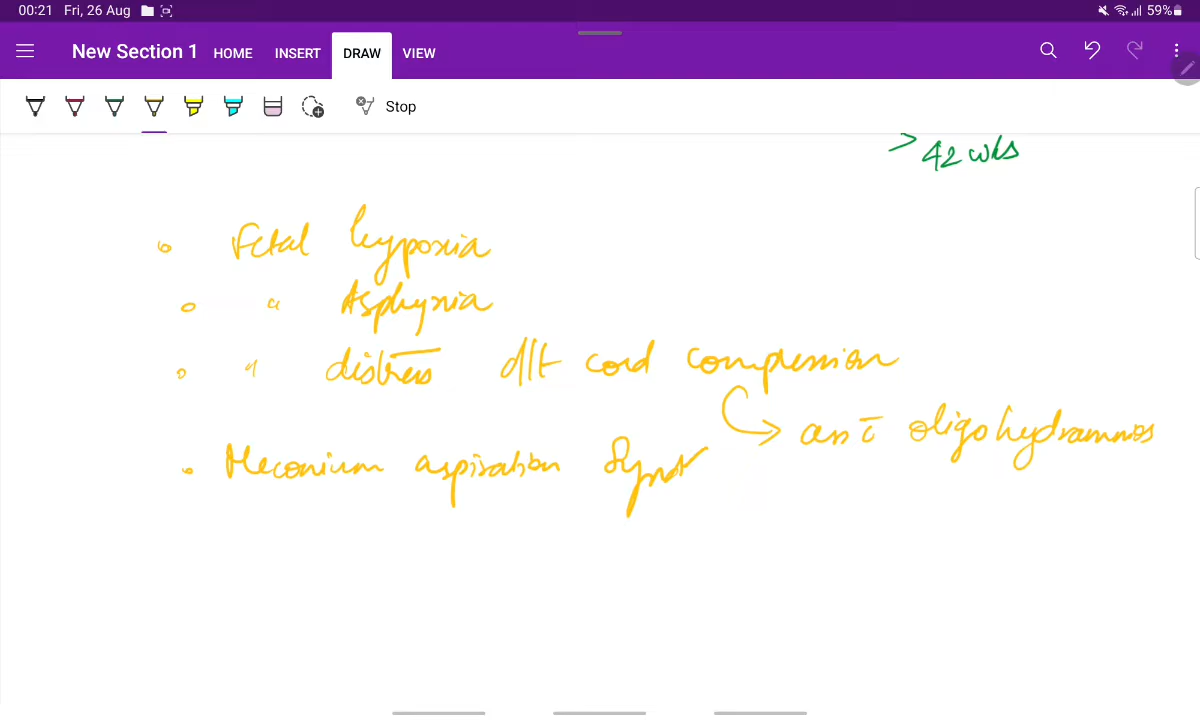 00:21 Fri, 26 Aug 59%
New Section 1 HOME INSERT DRAW VIEW
Stop
> 42 wks
• Fetal hypoxia
• " Asphyxia
• " distress d/t cord compression
→ ass c̄ oligohydramnios
• Meconium aspiration Synd